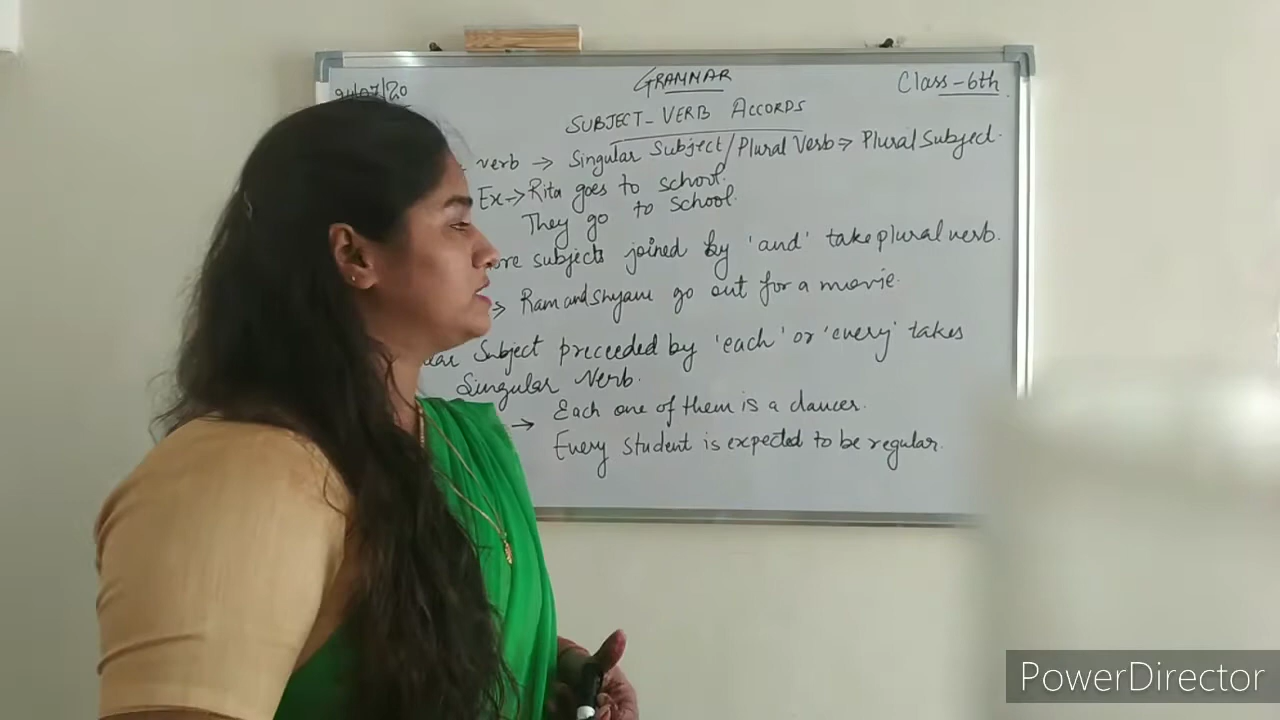 GRAMMAR
Class-6th
SUBJECT-VERB ACCORDS
verb → Singular Subject/Plural Verb → Plural Subject.
Ex → Rita goes to school.
They go to school.
subjects joined by 'and' take plural verb.
→ Ram and Shyam go out for a movie.
Subject preceeded by 'each' or 'every' takes
Singular Verb.
→ Each one of them is a dancer.
Every student is expected to be regular.
PowerDirector